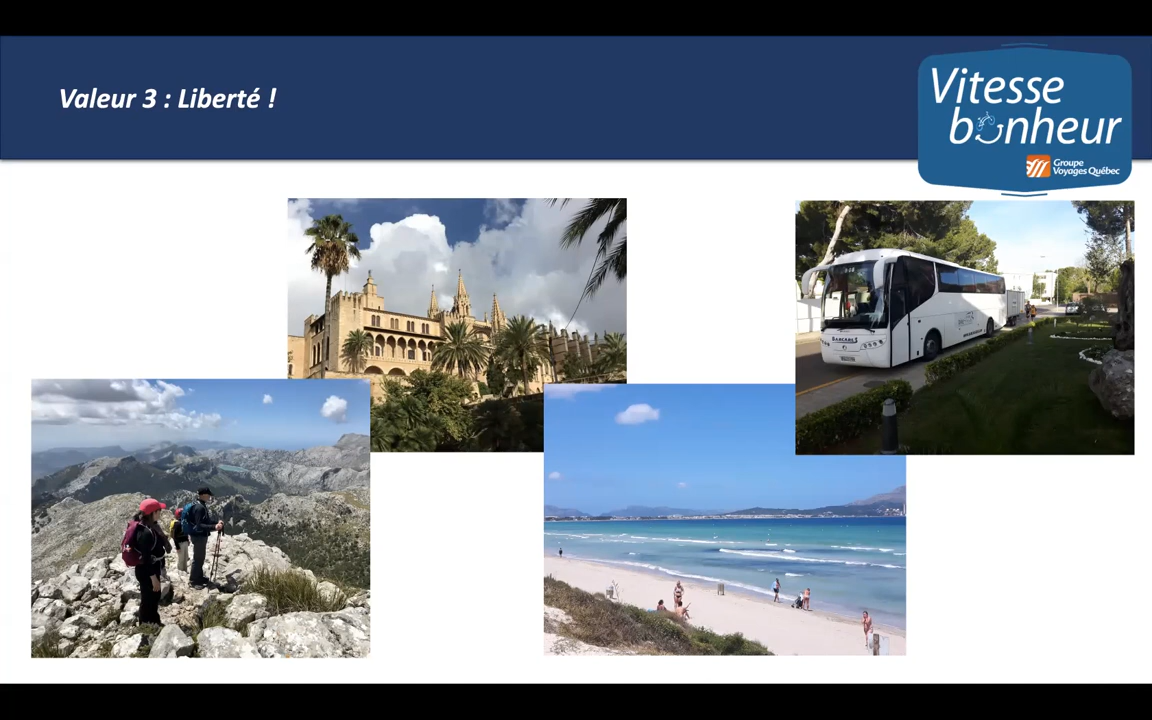 Valeur 3 : Liberté !
Vitesse
bonheur
Groupe
Voyages Québec